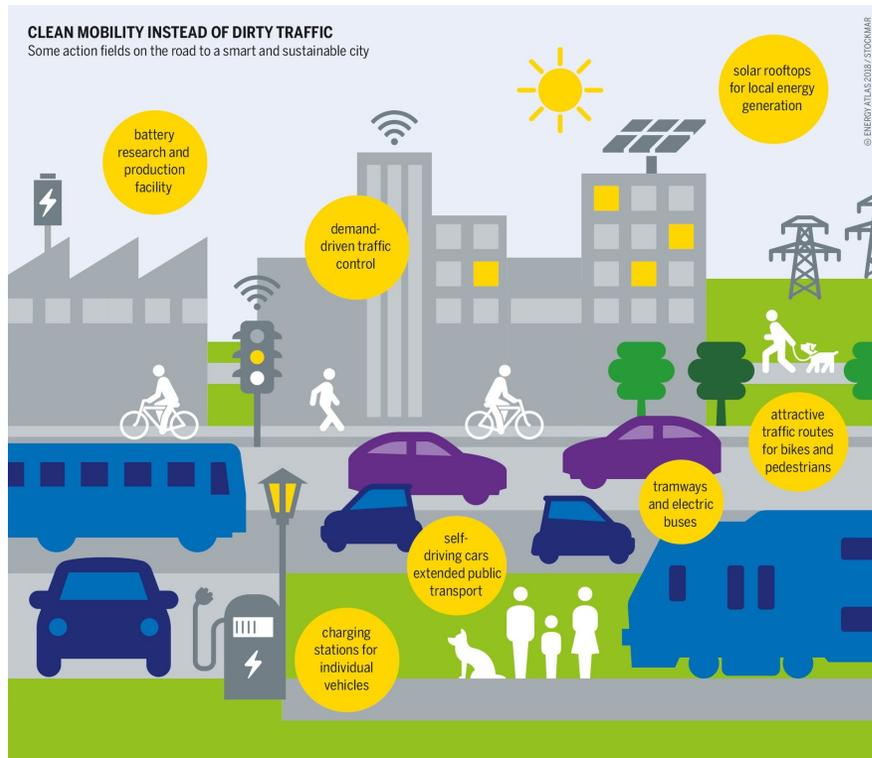 CLEAN MOBILITY INSTEAD OF DIRTY TRAFFIC
Some action fields on the road to a smart and sustainable city
© ENERGY ATLAS 2018 / STOCKMAR
solar rooftops
for local energy
generation
battery
research and
production
facility
demand-
driven traffic
control
attractive
traffic routes
for bikes and
pedestrians
tramways
and electric
buses
self-
driving cars
extended public
transport
charging
stations for
individual
vehicles